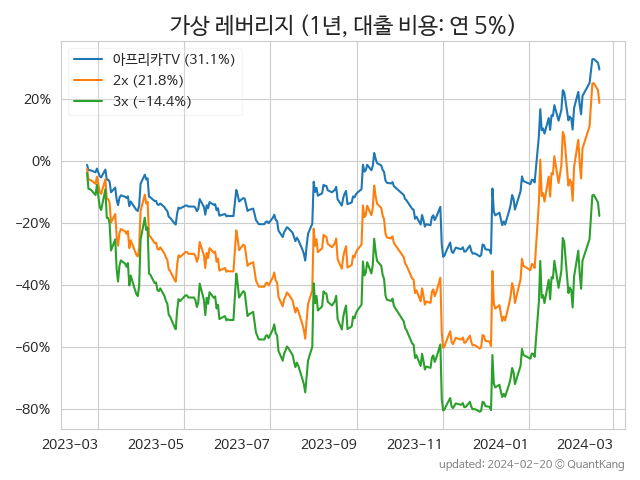 가상 레버리지 (1년, 대출 비용: 연 5%)
아프리카TV (31.1%)
2x (21.8%)
3x (−14.4%)
20%
0%
−20%
−40%
−60%
−80%
2023-03 2023-05 2023-07 2023-09 2023-11 2024-01 2024-03
updated: 2024-02-20 © QuantKang